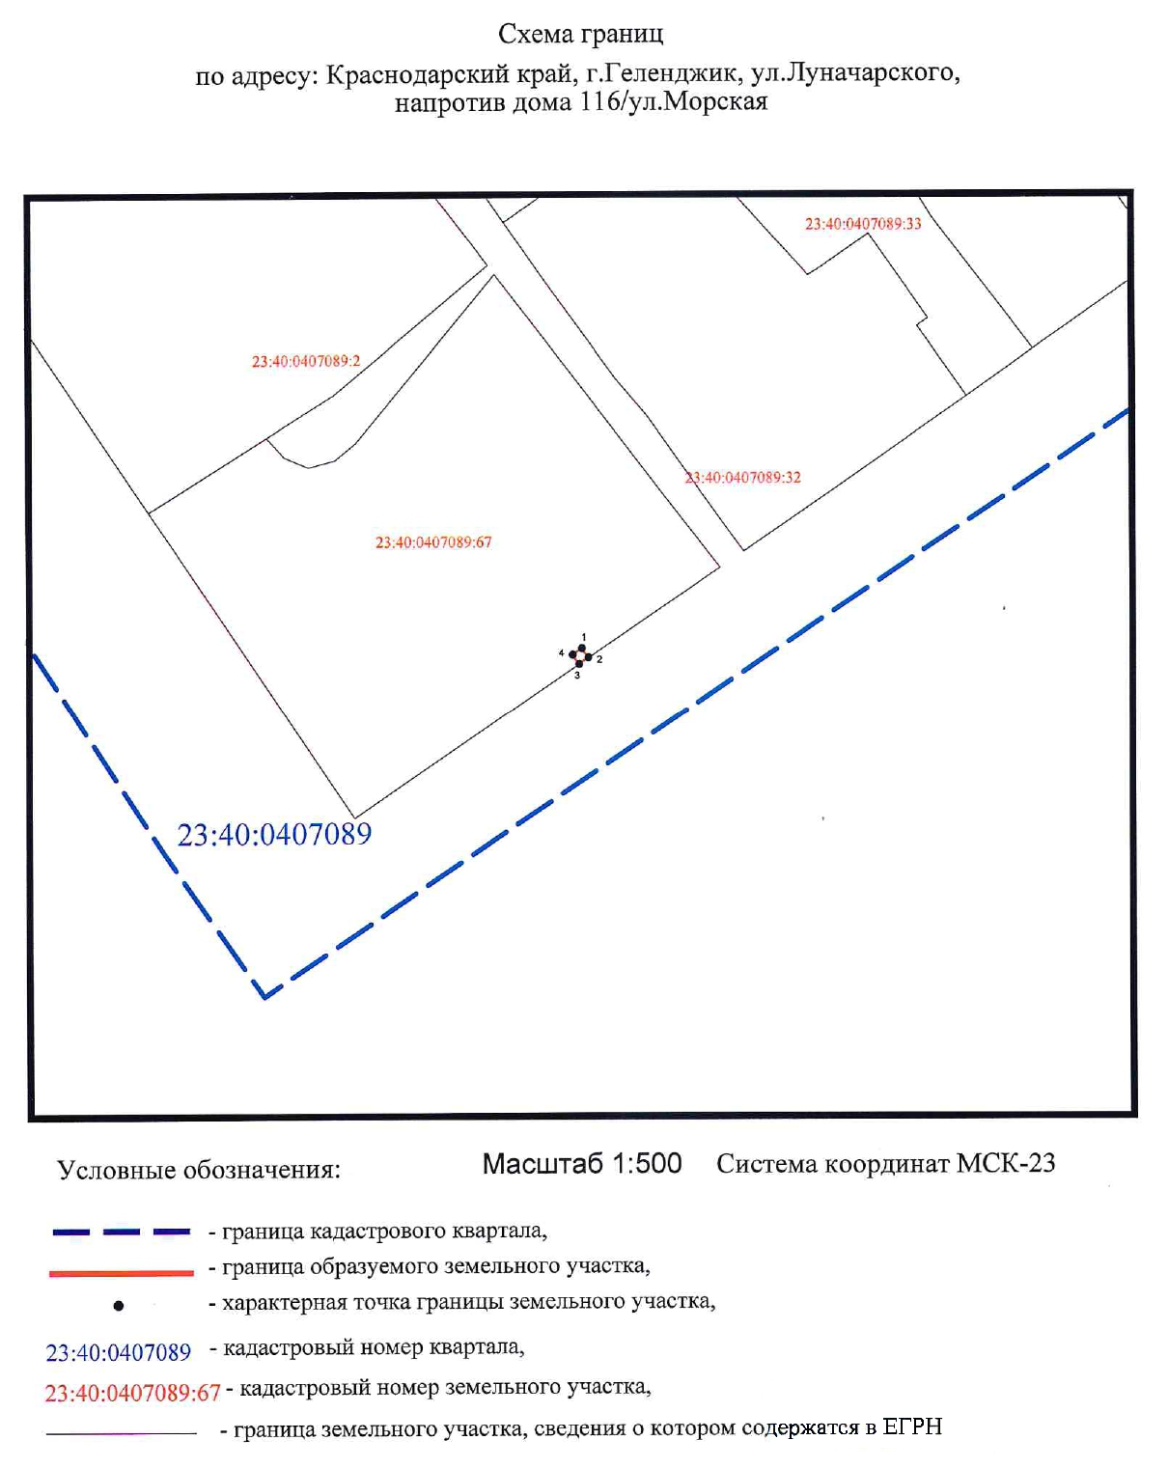 Схема границ
по адресу: Краснодарский край, г.Геленджик, ул.Луначарского,
напротив дома 116/ул.Морская
23:40:0407089:33
23:40:0407089:2
23:40:0407089:32
23:40:0407089:67
1
4
2
3
23:40:0407089
Условные обозначения:
Масштаб 1:500
Система координат МСК-23
- граница кадастрового квартала,
- граница образуемого земельного участка,
- характерная точка границы земельного участка,
23:40:0407089 - кадастровый номер квартала,
23:40:0407089:67 - кадастровый номер земельного участка,
- граница земельного участка, сведения о котором содержатся в ЕГРН